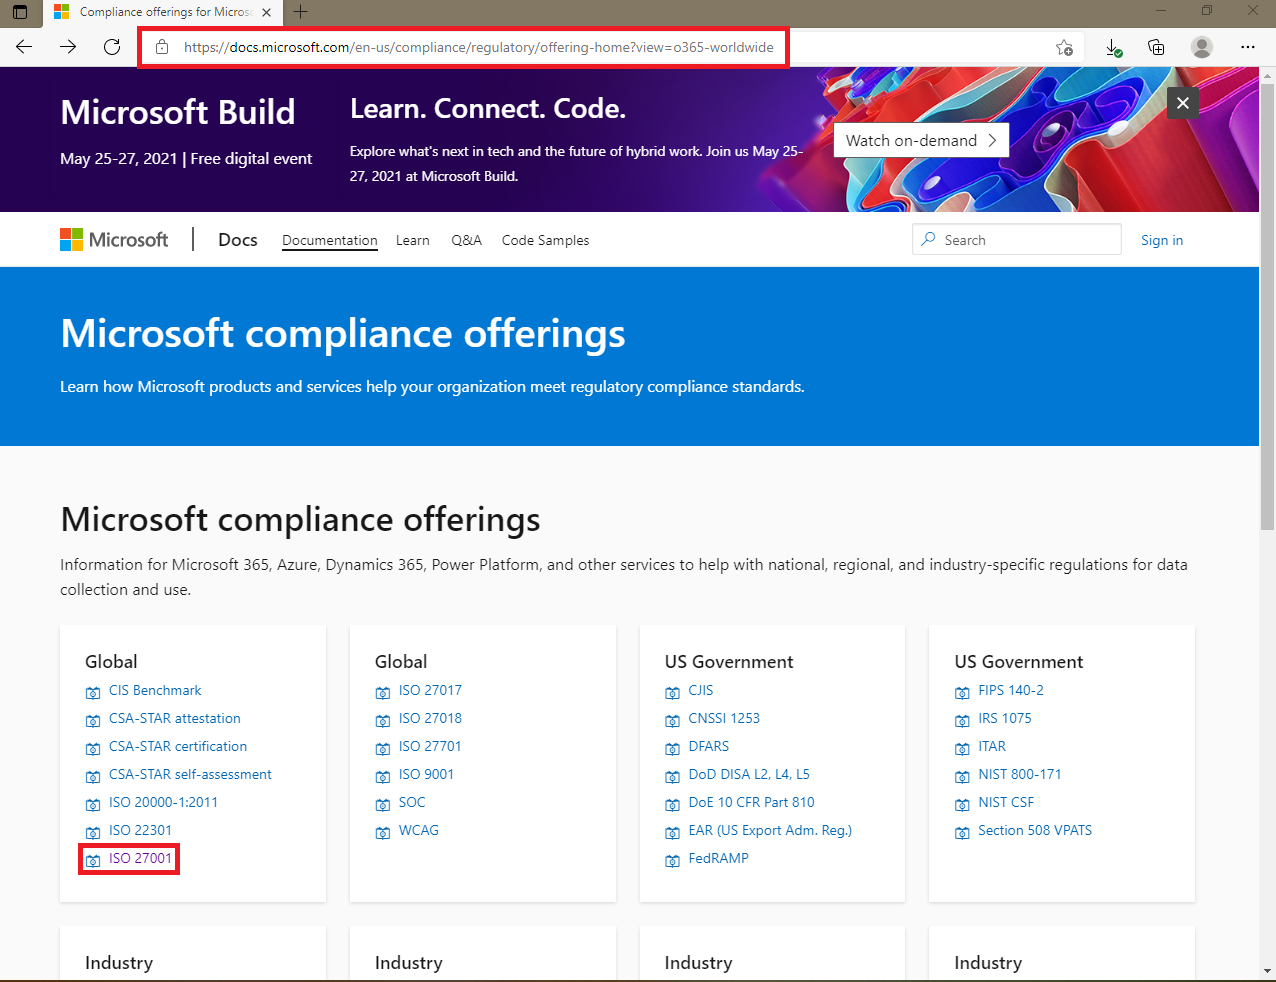 Compliance offerings for Micros
https://docs.microsoft.com/en-us/compliance/regulatory/offering-home?view=o365-worldwide
Microsoft Build
May 25-27, 2021 | Free digital event
Learn. Connect. Code.
Explore what's next in tech and the future of hybrid work. Join us May 25-
27, 2021 at Microsoft Build.
Watch on-demand
Microsoft
Docs
Documentation
Learn
Q&A
Code Samples
Search
Sign in
Microsoft compliance offerings
Learn how Microsoft products and services help your organization meet regulatory compliance standards.
Microsoft compliance offerings
Information for Microsoft 365, Azure, Dynamics 365, Power Platform, and other services to help with national, regional, and industry-specific regulations for data
collection and use.
Global
CIS Benchmark
CSA-STAR attestation
CSA-STAR certification
CSA-STAR self-assessment
ISO 20000-1:2011
ISO 22301
ISO 27001
Global
ISO 27017
ISO 27018
ISO 27701
ISO 9001
SOC
WCAG
US Government
CJIS
CNSSI 1253
DFARS
DoD DISA L2, L4, L5
DoE 10 CFR Part 810
EAR (US Export Adm. Reg.)
FedRAMP
US Government
FIPS 140-2
IRS 1075
ITAR
NIST 800-171
NIST CSF
Section 508 VPATS
Industry
Industry
Industry
Industry